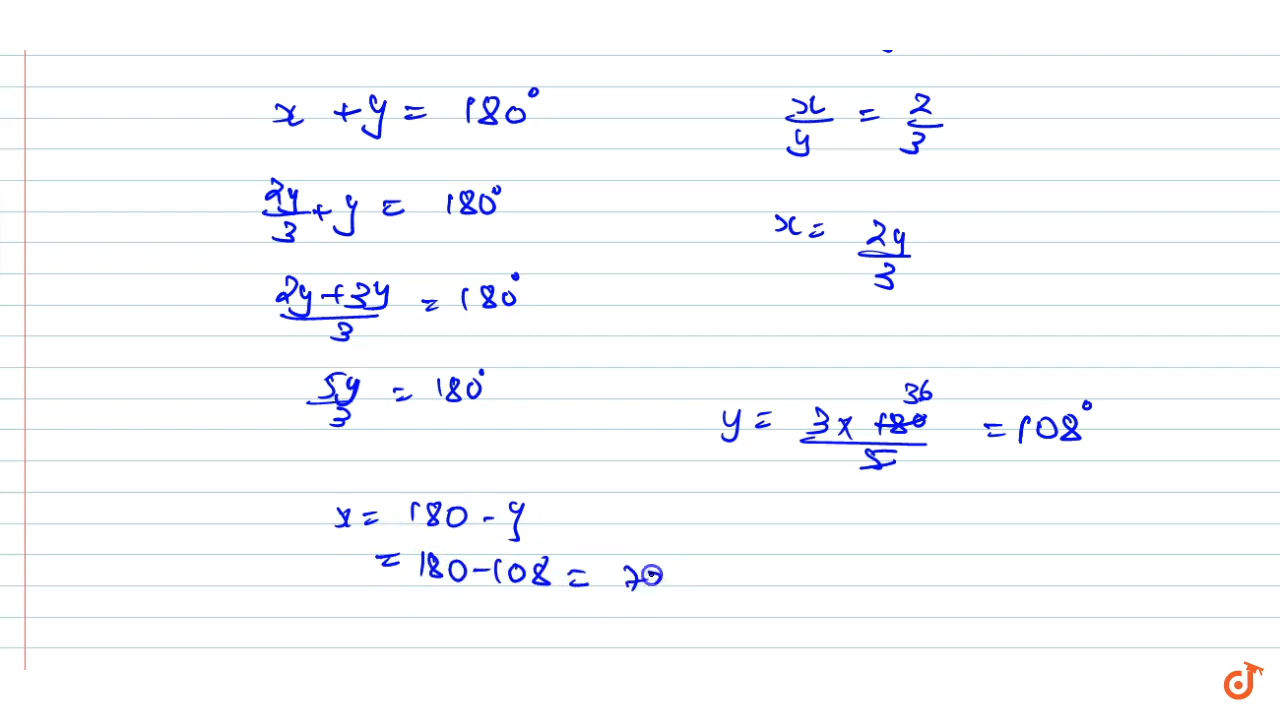 x + y = 180°
x/y = 2/3
2y/3 + y = 180°
x = 2y/3
(2y + 3y)/3 = 180°
5y/3 = 180°
y = (3 × 180)/5 = 108°
36
x = 180 - y
= 180 - 108 =